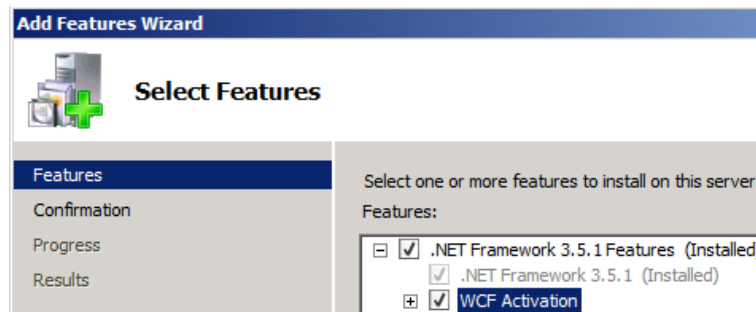 Add Features Wizard
Select Features
Features
Confirmation
Progress
Results
Select one or more features to install on this server
Features:
.NET Framework 3.5.1 Features (Installed)
.NET Framework 3.5.1 (Installed)
WCF Activation